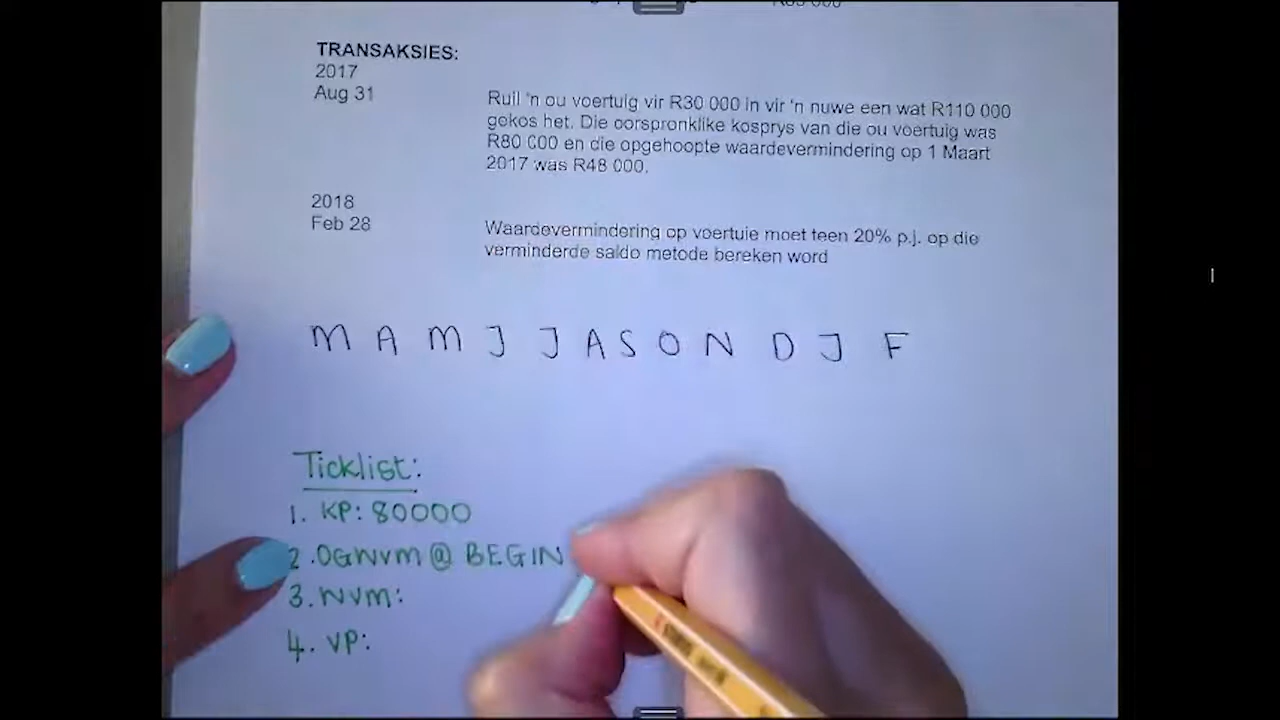 TRANSAKSIES:
2017
Aug 31
Ruil 'n ou voertuig vir R30 000 in vir 'n nuwe een wat R110 000
gekos het. Die oorspronklike kosprys van die ou voertuig was
R80 000 en die opgehoopte waardevermindering op 1 Maart
2017 was R48 000.
2018
Feb 28
Waardevermindering op voertuie moet teen 20% p.j. op die
verminderde saldo metode bereken word
M A M J J A S O N D J F
Ticklist:
1. KP: 80000
2. OGWVM @ BEGIN
3. WVM:
4. VP: